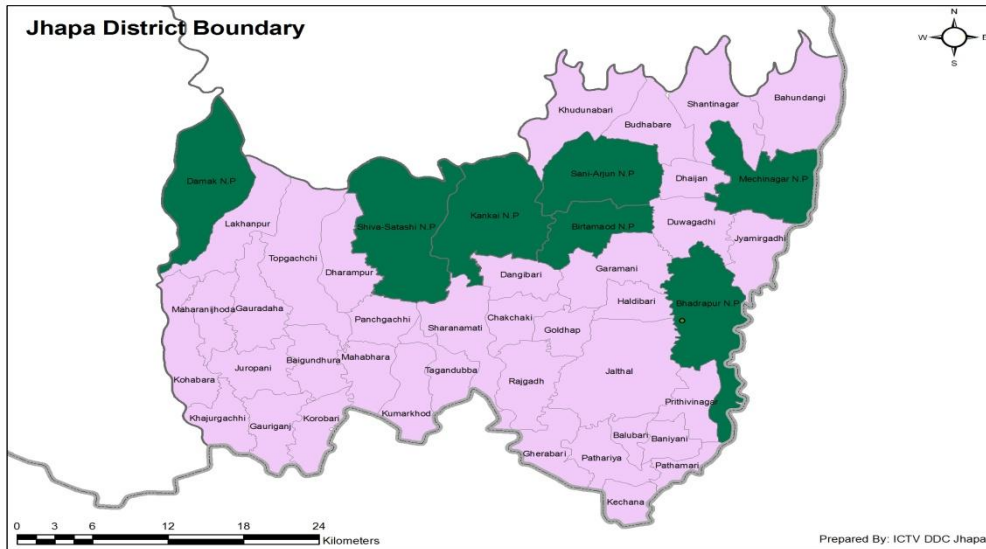 Jhapa District Boundary
N
W E
S
Bahundangi
Shantinagar
Khudunabari
Budhabare
Damak N.P
Sani-Arjun N.P
Dhaijan
Mechinagar N.P
Kankai N.P
Lakhanpur
Shiva-Satashi N.P
Birtamaod N.P
Duwagadhi
Jyamirgadhi
Topgachchi
Dharampur
Dangibari
Garamani
Maharanijhoda
Gauradaha
Haldibari
Bhadrapur N.P
Panchgachhi
Sharanamati
Chakchaki
Goldhap
Juropani
Baigundhura
Mahabhara
Tagandubba
Rajgadh
Jalthal
Kohabara
Prithivinagar
Khajurgachhi
Gauriganj
Korobari
Kumarkhod
Balubari
Baniyani
Gherabari
Pathariya
Pathamari
Kechana
0 3 6 12 18 24
Kilometers
Prepared By: ICTV DDC Jhapa